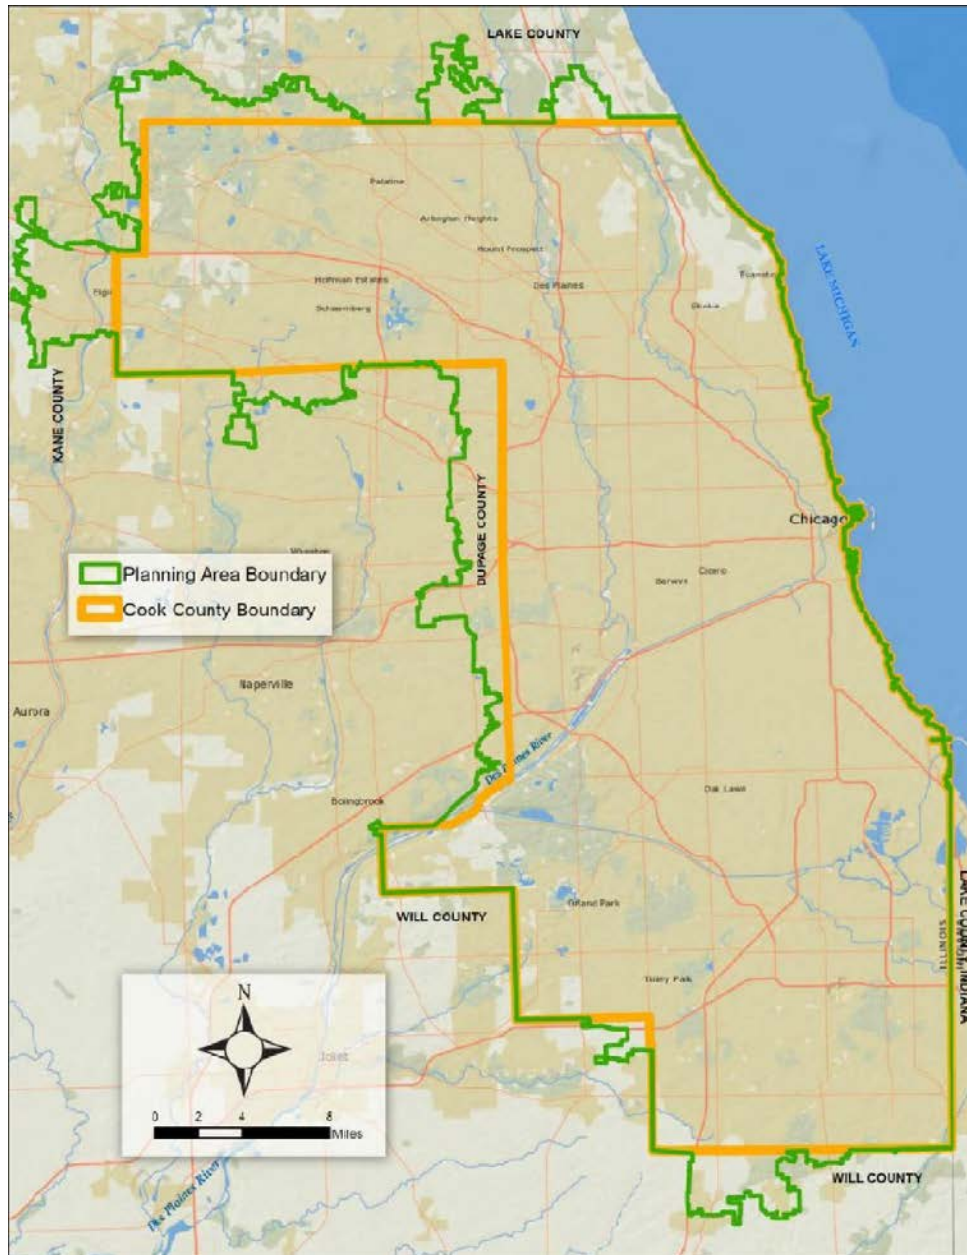 LAKE COUNTY
Palatine
Arlington Heights
Mount Prospect
LAKE MICHIGAN
Evanston
Hoffman Estates
Des Plaines
Elgin
Schaumburg
Skokie
KANE COUNTY
DUPAGE COUNTY
Chicago
Planning Area Boundary
Cook County Boundary
Wheaton
Cicero
Berwyn
Naperville
Aurora
Des Plaines River
Bolingbrook
Oak Lawn
WILL COUNTY
Orland Park
ILLINOIS
LAKE COUNTY, INDIANA
Tinley Park
N
Joliet
0 2 4 8
Miles
Des Plaines River
WILL COUNTY